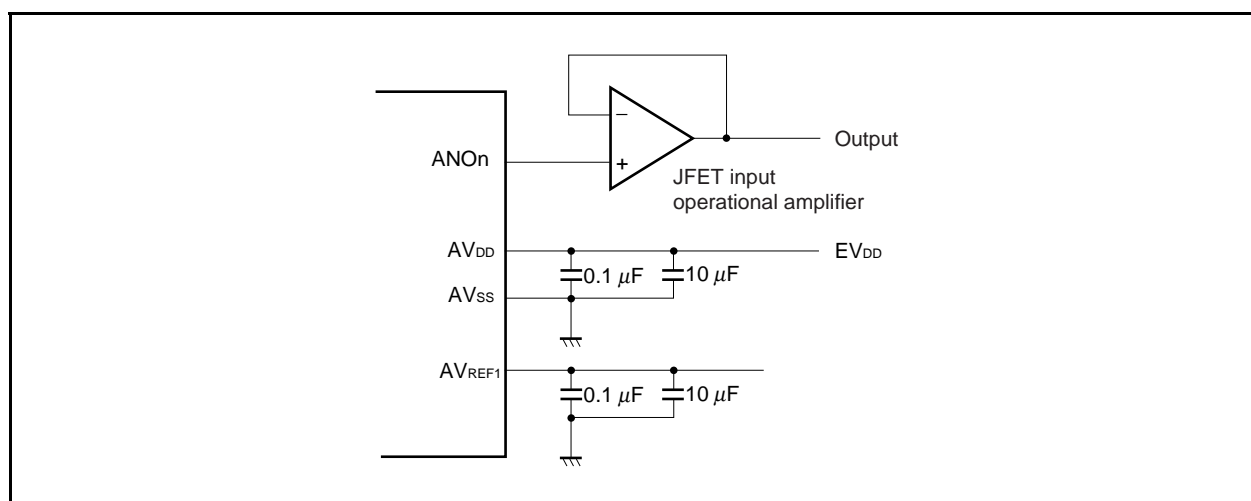 −
ANOn
+
Output
JFET input
operational amplifier
AVDD
EVDD
0.1 μF
10 μF
AVSS
AVREF1
0.1 μF
10 μF